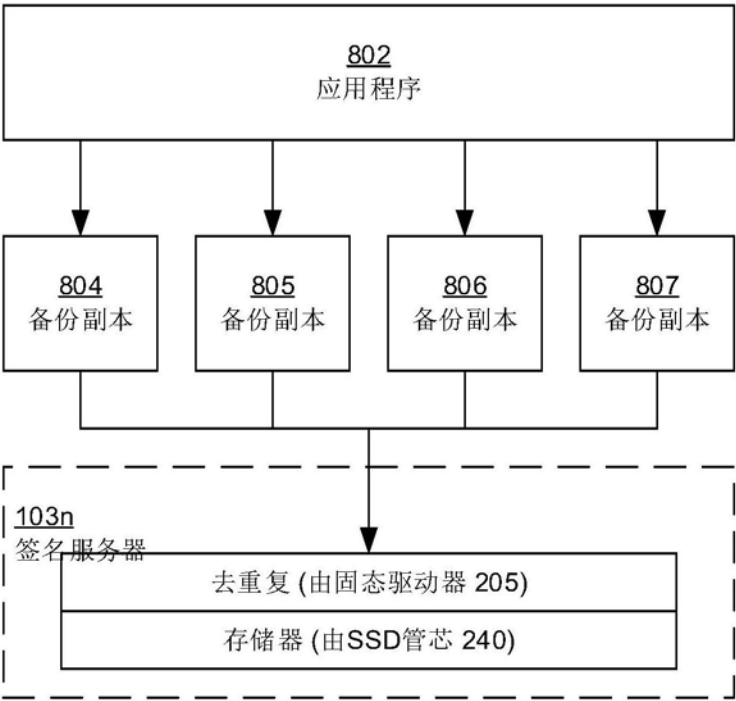 802
应用程序
804
备份副本
805
备份副本
806
备份副本
807
备份副本
103n
签名服务器
去重复 (由固态驱动器 205)
存储器 (由SSD管芯 240)